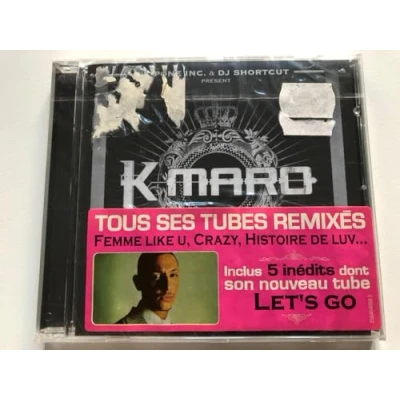 INC. & DJ SHORTCUT
PRESENT
K.MARO
TOUS SES TUBES REMIXÉS
FEMME LIKE U, CRAZY, HISTOIRE DE LUV...
Inclus 5 inédits dont
son nouveau tube
LET'S GO